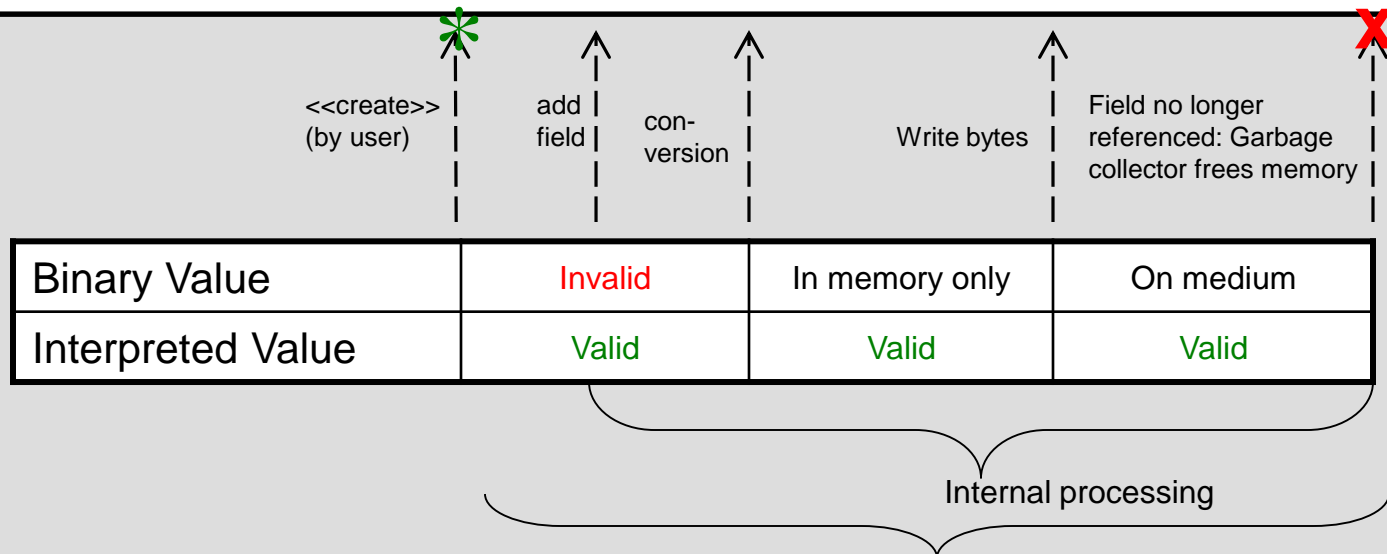 <<create>>
(by user)
add
field
con-
version
Write bytes
Field no longer
referenced: Garbage
collector frees memory
X
Binary Value
Invalid
In memory only
On medium
Interpreted Value
Valid
Valid
Valid
Internal processing